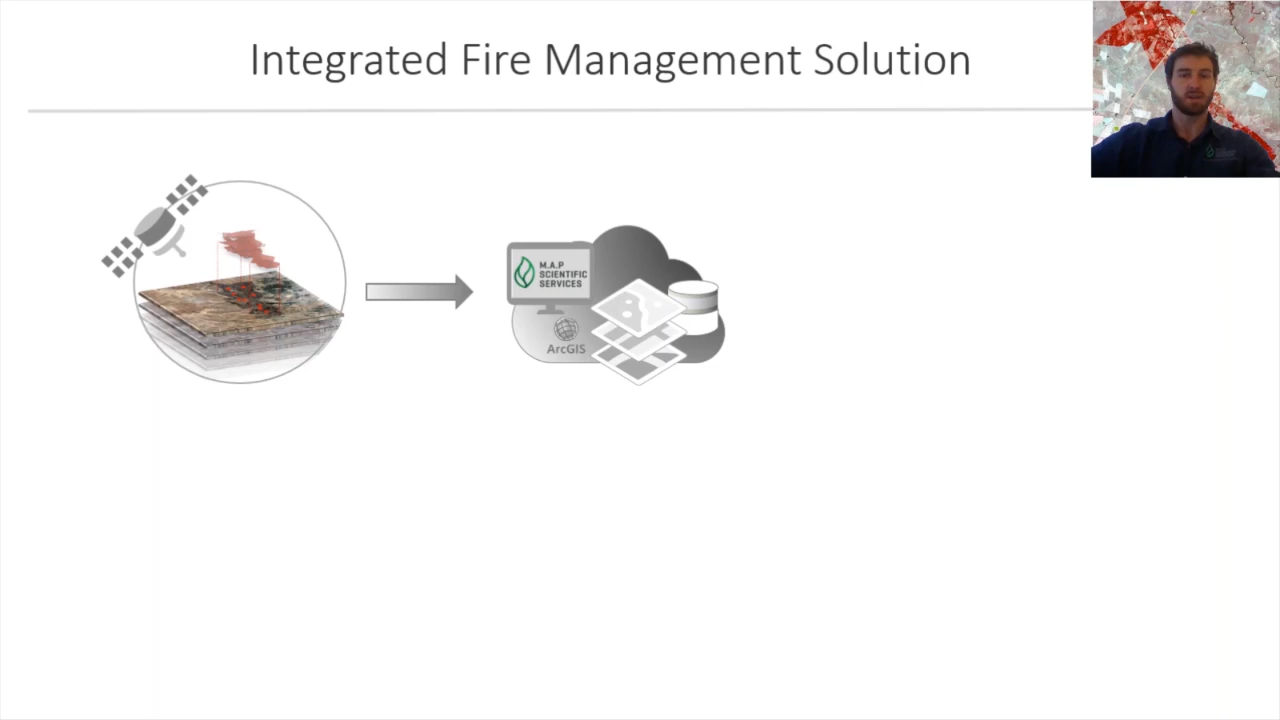 Integrated Fire Management Solution
M.A.P
SCIENTIFIC
SERVICES
ArcGIS